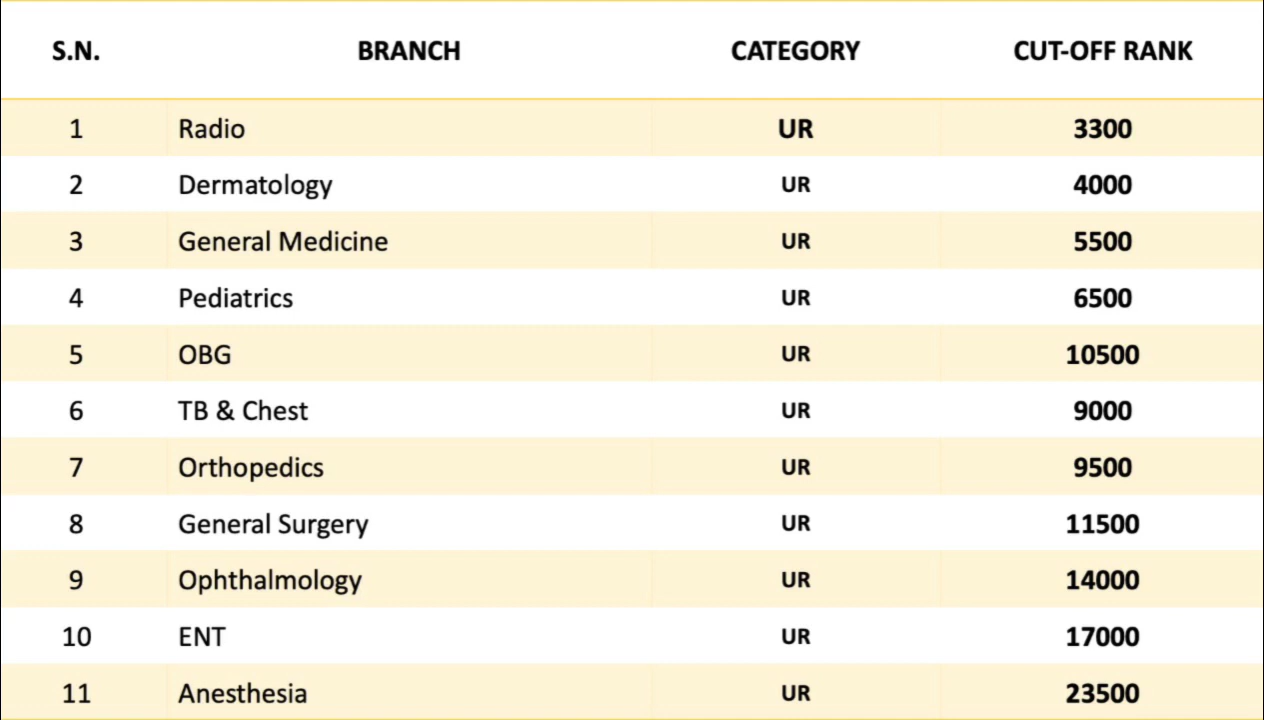 S.N. BRANCH CATEGORY CUT-OFF RANK
1 Radio UR 3300
2 Dermatology UR 4000
3 General Medicine UR 5500
4 Pediatrics UR 6500
5 OBG UR 10500
6 TB & Chest UR 9000
7 Orthopedics UR 9500
8 General Surgery UR 11500
9 Ophthalmology UR 14000
10 ENT UR 17000
11 Anesthesia UR 23500